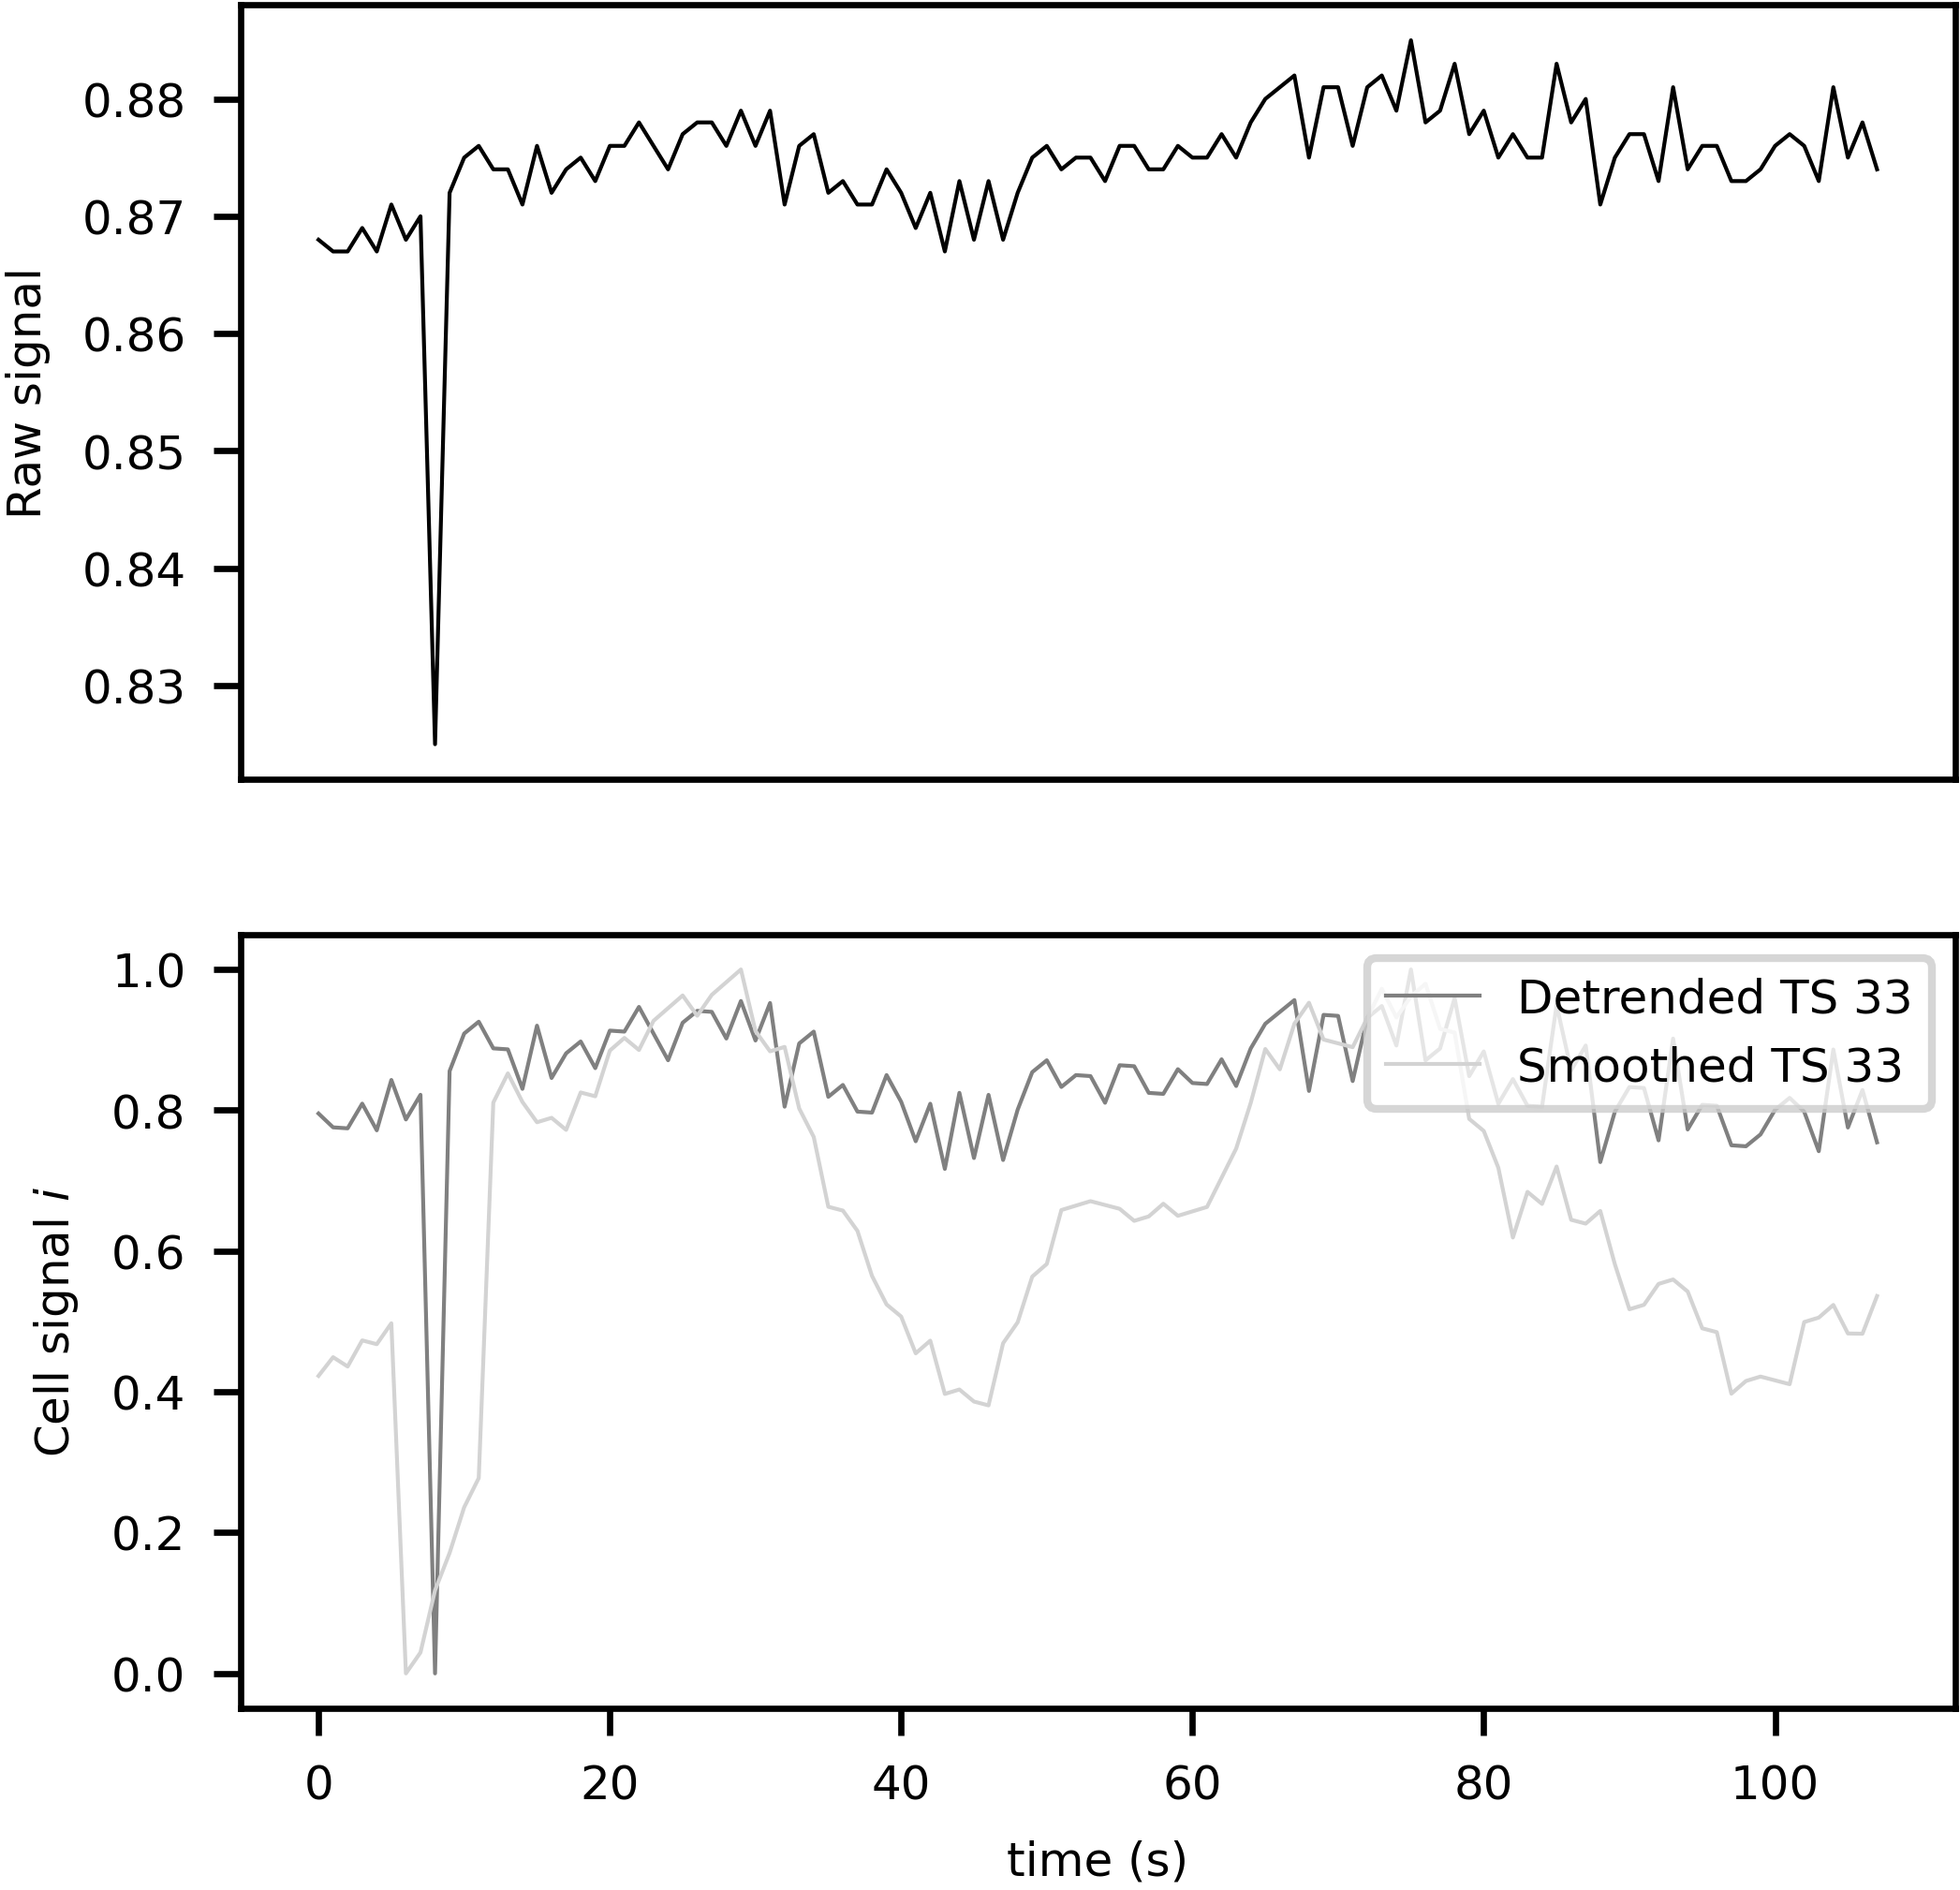 Raw signal
0.88
0.87
0.86
0.85
0.84
0.83
Cell signal i
1.0
0.8
0.6
0.4
0.2
0.0
Detrended TS 33
Smoothed TS 33
0 20 40 60 80 100
time (s)